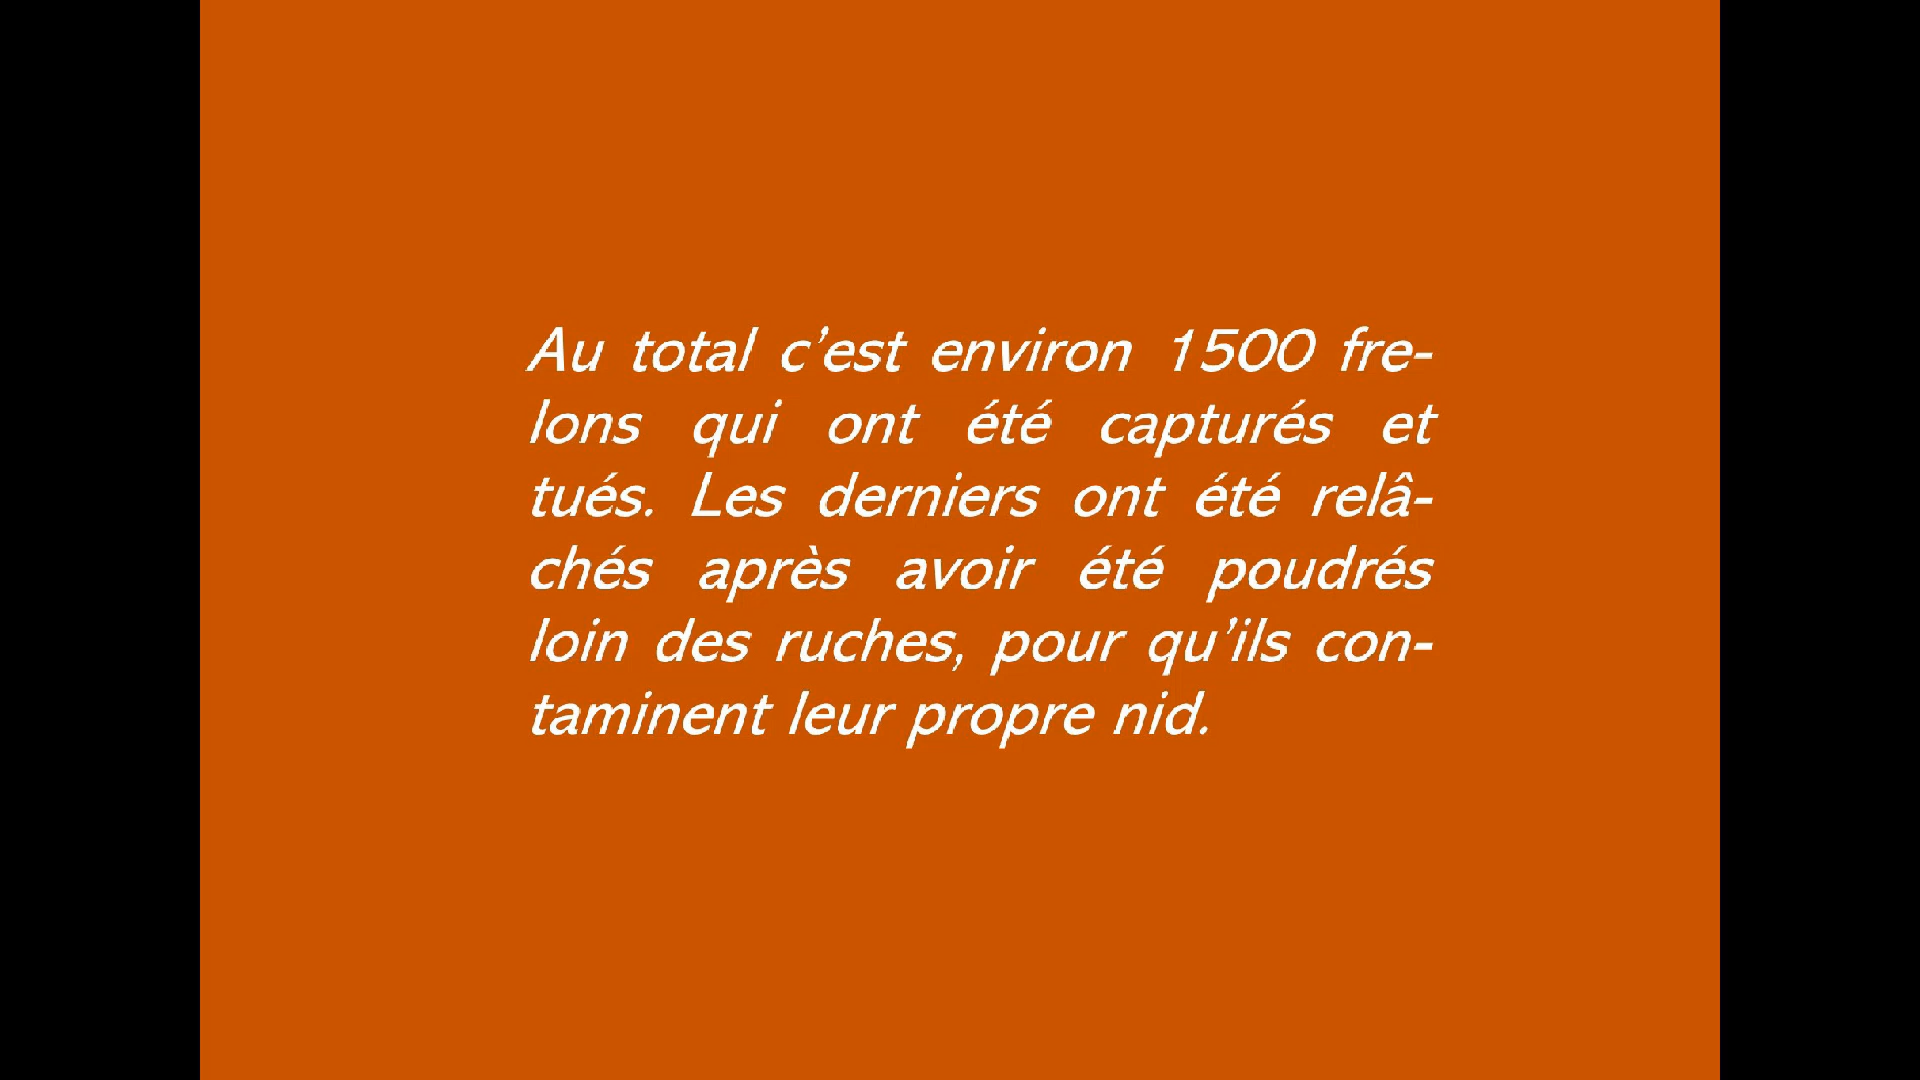 Au total c’est environ 1500 fre-
lons qui ont été capturés et
tués. Les derniers ont été relâ-
chés après avoir été poudrés
loin des ruches, pour qu’ils con-
taminent leur propre nid.